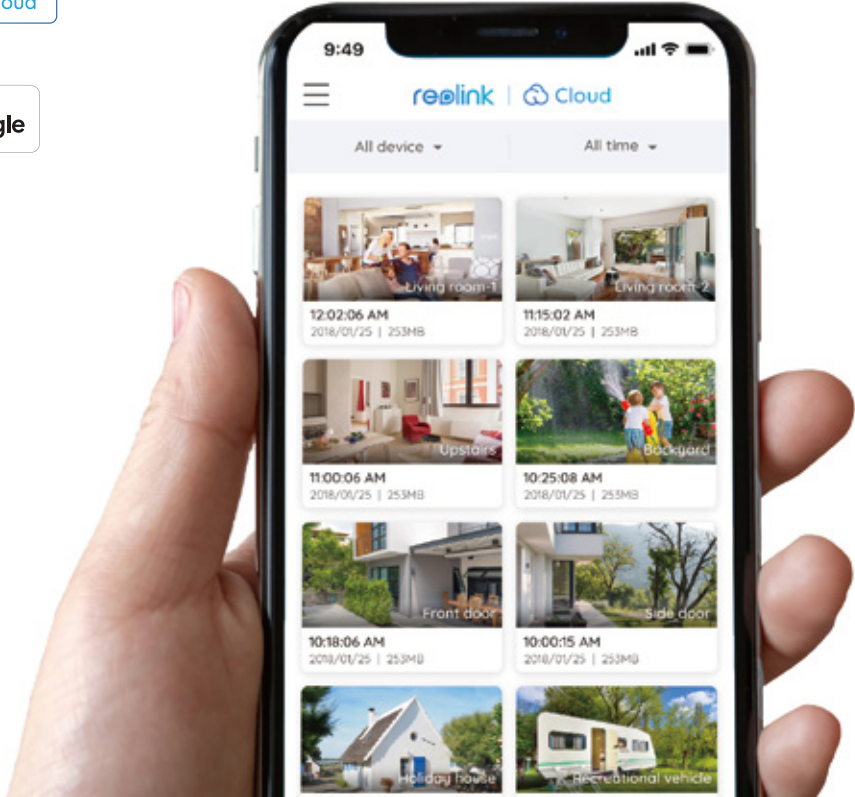 oud
gle
9:49
reolink | Cloud
All device
All time
Living room-1
Living room-2
12:02:06 AM
11:15:02 AM
2018/01/25 | 253MB
2018/01/25 | 253MB
Upstairs
Backyard
11:00:06 AM
10:25:08 AM
2018/01/25 | 253MB
2018/01/25 | 253MB
Front door
Side door
10:18:06 AM
10:00:15 AM
2018/01/25 | 253MB
2018/01/25 | 253MB
Holiday house
Recreational vehicle